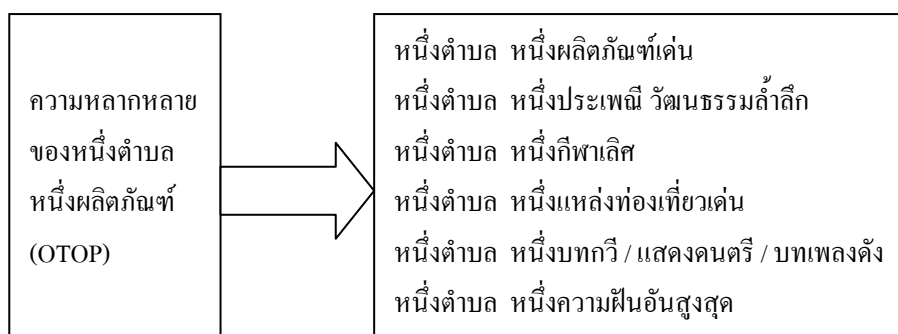 ความหลากหลาย
ของหนึ่งตำบล
หนึ่งผลิตภัณฑ์
(OTOP)
หนึ่งตำบล หนึ่งผลิตภัณฑ์เด่น
หนึ่งตำบล หนึ่งประเพณี วัฒนธรรมล้ำลึก
หนึ่งตำบล หนึ่งกีฬาเลิศ
หนึ่งตำบล หนึ่งแหล่งท่องเที่ยวเด่น
หนึ่งตำบล หนึ่งบทกวี / แสดงดนตรี / บทเพลงดัง
หนึ่งตำบล หนึ่งความฝันอันสูงสุด